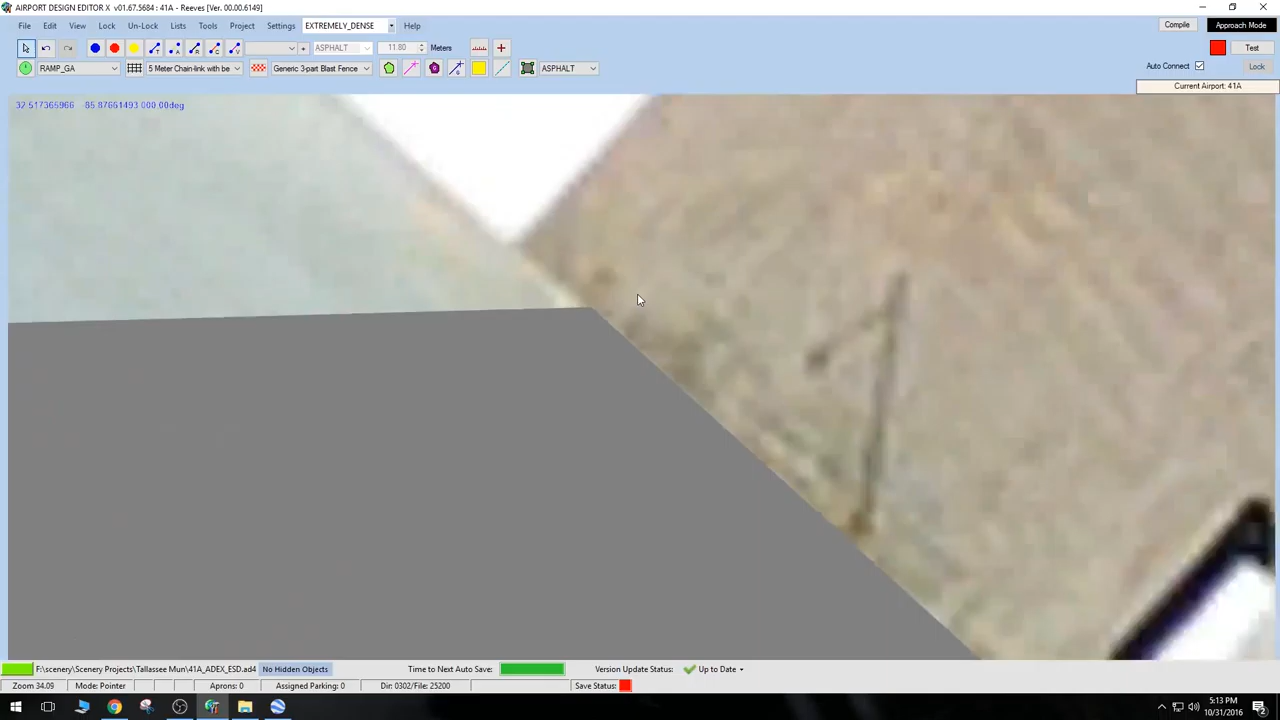 AIRPORT DESIGN EDITOR X v01.67.5684 : 41A - Reeves [Ver. 00.00.6149]
File Edit View Lock Un-Lock Lists Tools Project Settings EXTREMELY_DENSE Help Compile Approach Mode
ASPHALT 11.80 Meters Test
RAMP_GA 5 Meter Chain-link with be Generic 3-part Blast Fence ASPHALT Auto Connect Lock
Current Airport: 41A
32.517365966 -85.87661493 000.00deg
F:\scenery\Scenery Projects\Tallassee Mun\41A_ADEX_ESD.ad4 No Hidden Objects Time to Next Auto Save: Version Update Status: Up to Date
Zoom 34.09 Mode: Pointer Aprons: 0 Assigned Parking: 0 Dir: 0302/File: 25200 Save Status:
5:13 PM
10/31/2016